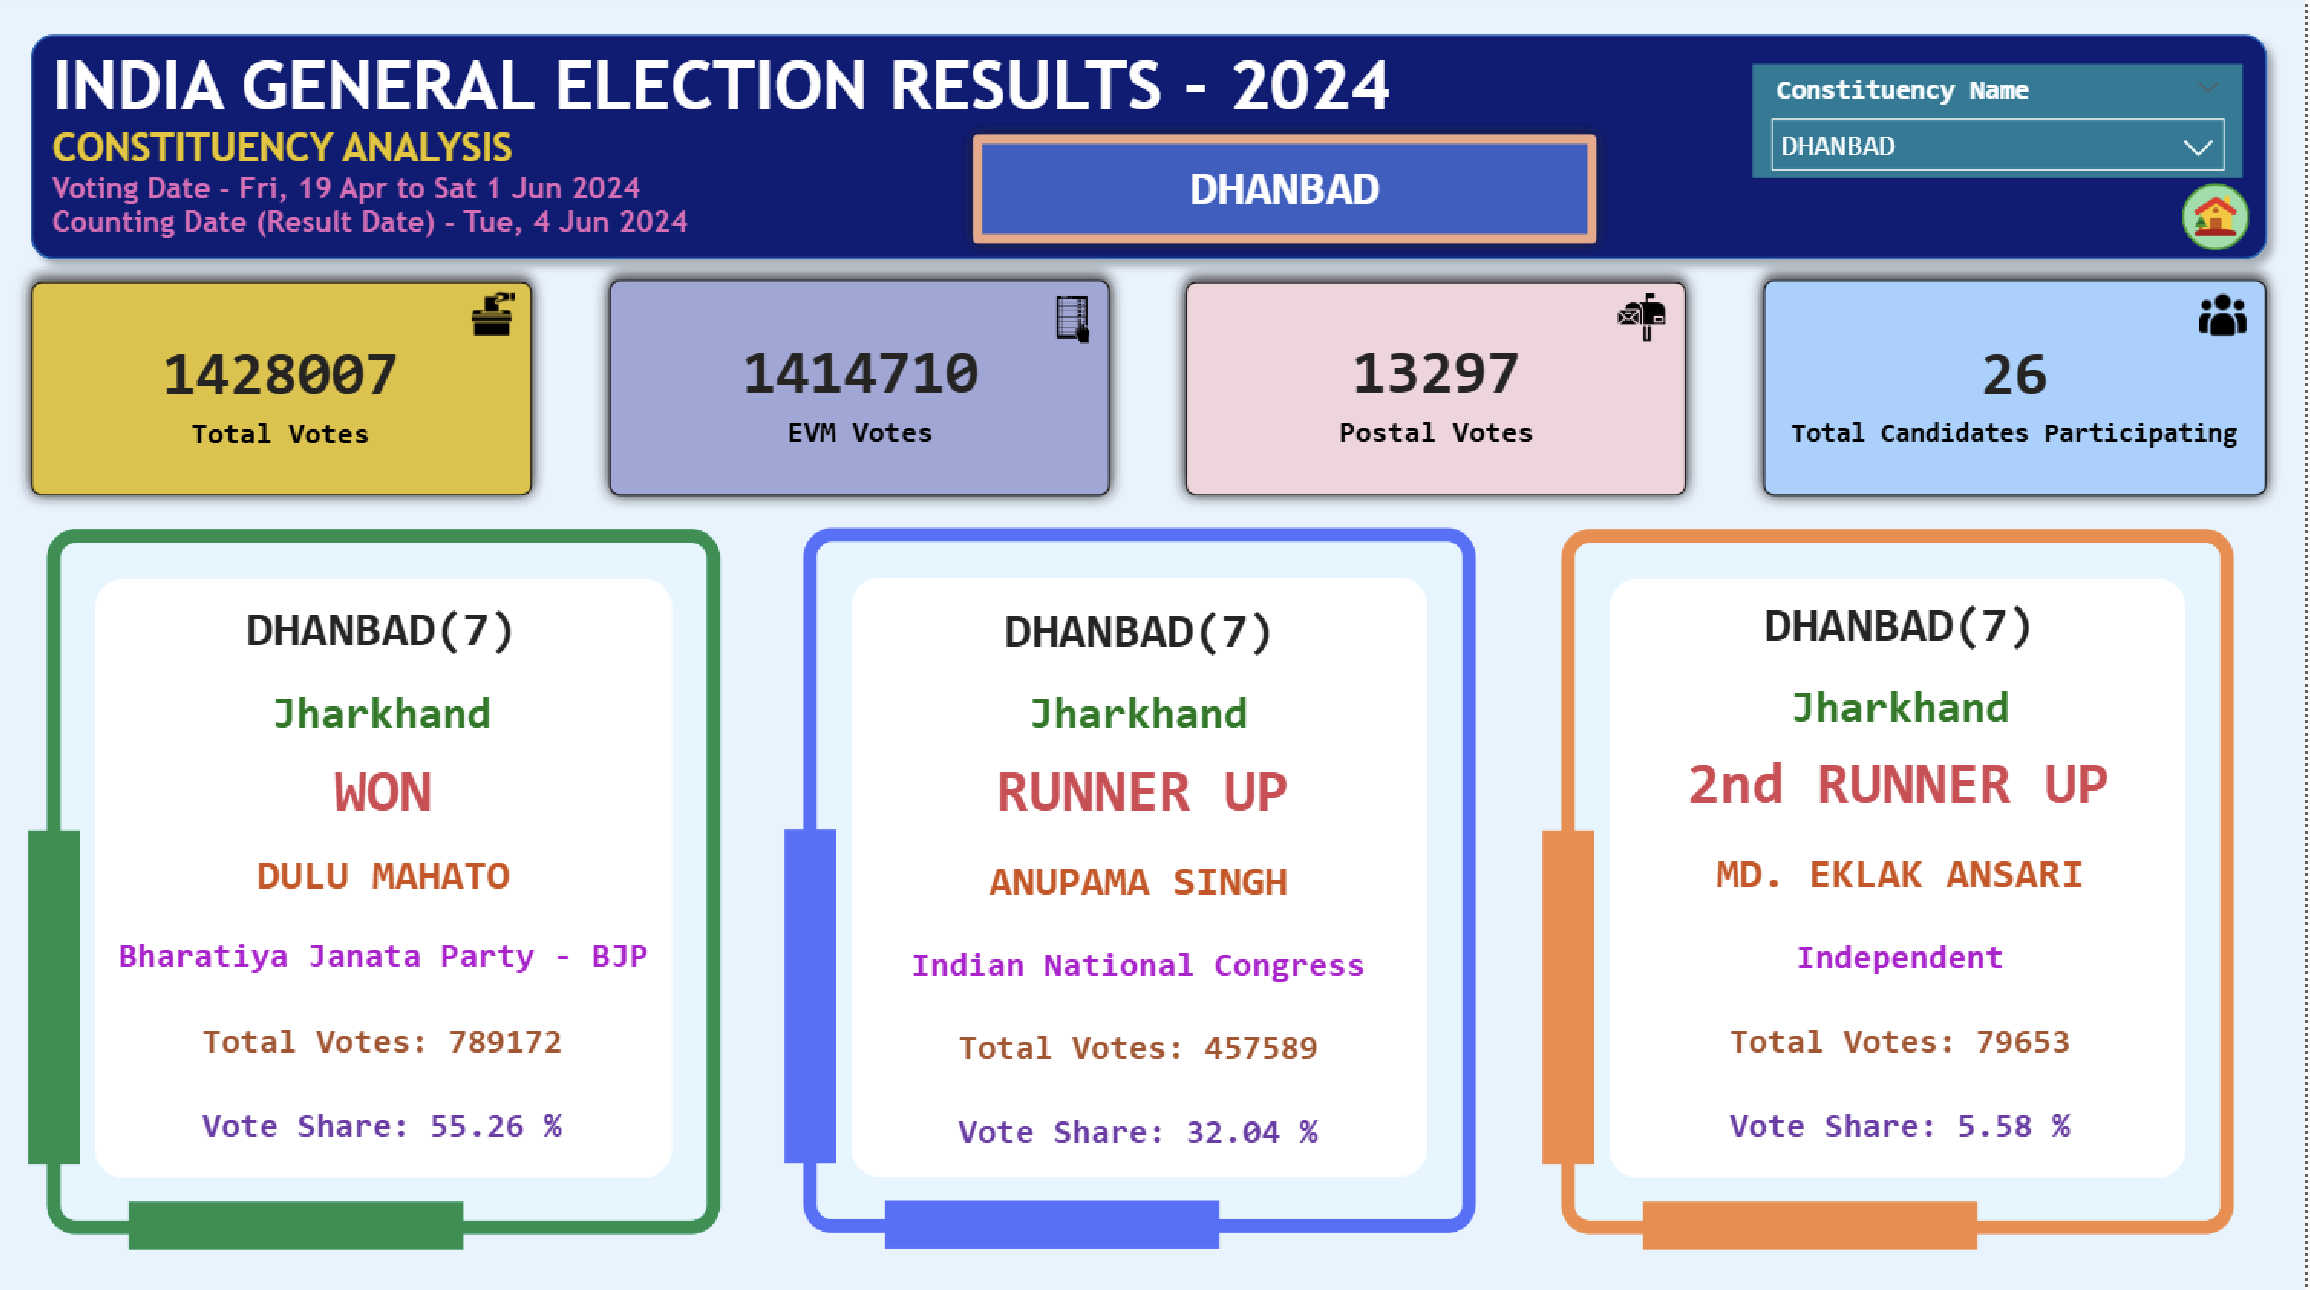 INDIA GENERAL ELECTION RESULTS - 2024
CONSTITUENCY ANALYSIS
Voting Date - Fri, 19 Apr to Sat 1 Jun 2024
Counting Date (Result Date) - Tue, 4 Jun 2024
DHANBAD
Constituency Name
DHANBAD
1428007
Total Votes
1414710
EVM Votes
13297
Postal Votes
26
Total Candidates Participating
DHANBAD(7)
Jharkhand
WON
DULU MAHATO
Bharatiya Janata Party - BJP
Total Votes: 789172
Vote Share: 55.26 %
DHANBAD(7)
Jharkhand
RUNNER UP
ANUPAMA SINGH
Indian National Congress
Total Votes: 457589
Vote Share: 32.04 %
DHANBAD(7)
Jharkhand
2nd RUNNER UP
MD. EKLAK ANSARI
Independent
Total Votes: 79653
Vote Share: 5.58 %